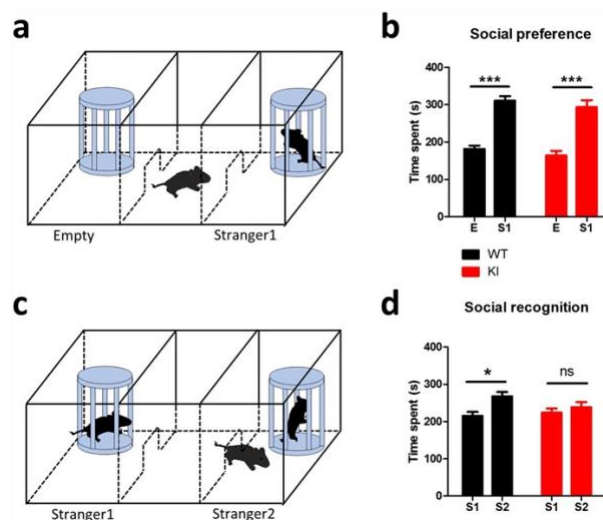 a
Empty
Stranger1
b
Social preference
Time spent (s)
400
300
200
100
0
***
***
E
S1
E
S1
WT
KI
c
Stranger1
Stranger2
d
Social recognition
Time spent (s)
400
300
200
100
0
*
ns
S1
S2
S1
S2